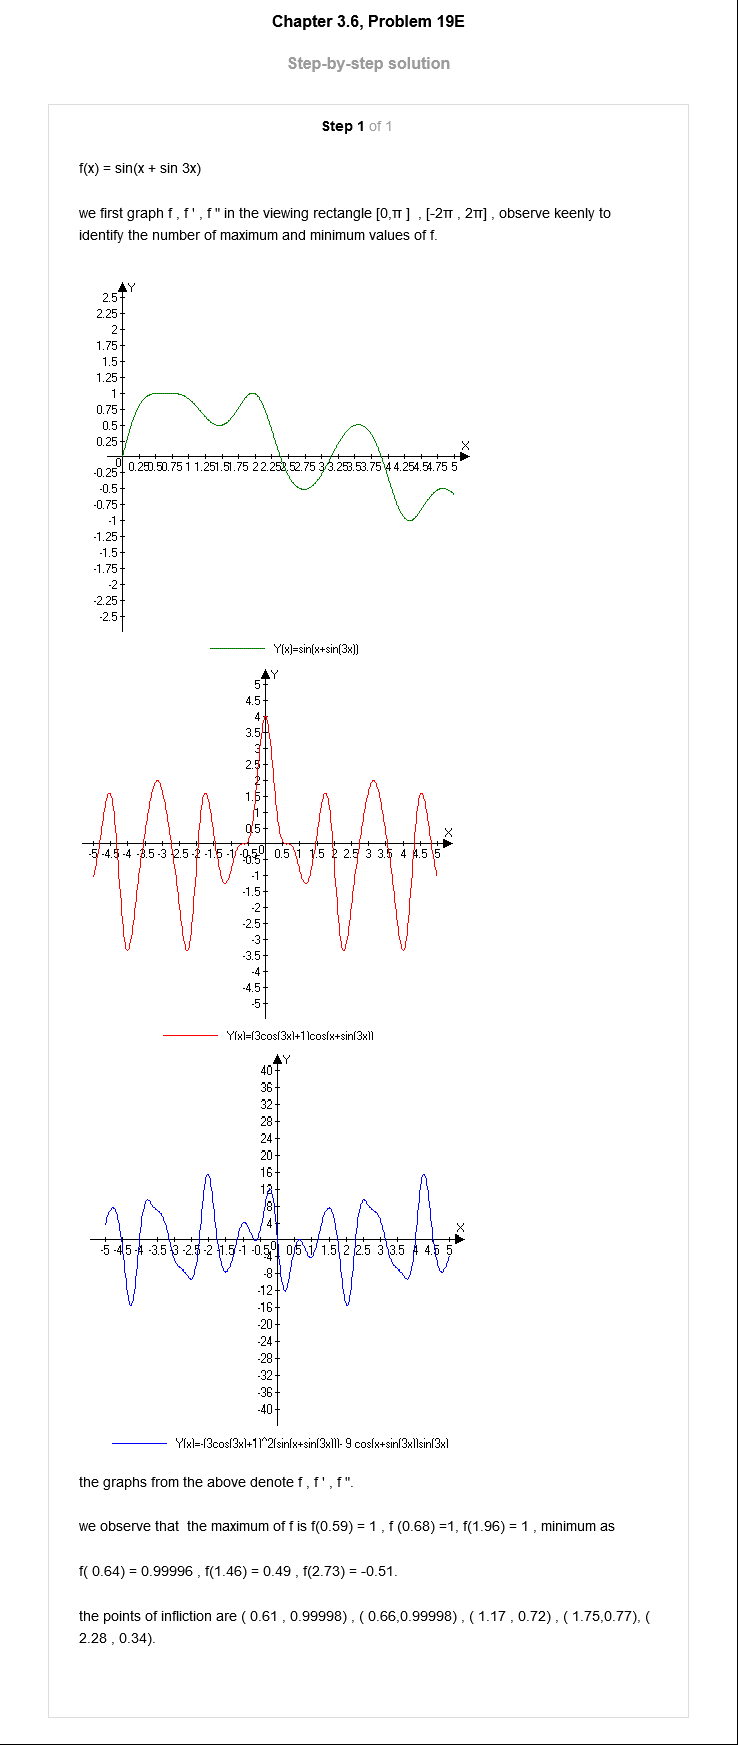 Chapter 3.6, Problem 19E
Step-by-step solution
Step 1 of 1
f(x) = sin(x + sin 3x)
we first graph f , f ' , f " in the viewing rectangle [0,π ] , [-2π , 2π] , observe keenly to
identify the number of maximum and minimum values of f.
Y
2.5
2.25
2
1.75
1.5
1.25
1
0.75
0.5
0.25
X
0 0.25 0.5 0.75 1 1.25 1.5 1.75 2 2.25 2.5 2.75 3 3.25 3.5 3.75 4 4.25 4.5 4.75 5
-0.25
-0.5
-0.75
-1
-1.25
-1.5
-1.75
-2
-2.25
-2.5
Y(x)=sin(x+sin(3x))
Y
5
4.5
4
3.5
3
2.5
2
1.5
1
0.5
X
-5 -4.5 -4 -3.5 -3 -2.5 -2 -1.5 -1 -0.5 0 0.5 1 1.5 2 2.5 3 3.5 4 4.5 5
-0.5
-1
-1.5
-2
-2.5
-3
-3.5
-4
-4.5
-5
Y(x)=(3cos(3x)+1)cos(x+sin(3x))
Y
40
36
32
28
24
20
16
12
8
4
X
-5 -4.5 -4 -3.5 -3 -2.5 -2 -1.5 -1 -0.5 0 0.5 1 1.5 2 2.5 3 3.5 4 4.5 5
-4
-8
-12
-16
-20
-24
-28
-32
-36
-40
Y(x)=-(3cos(3x)+1)^2(sin(x+sin(3x)))- 9 cos(x+sin(3x))sin(3x)
the graphs from the above denote f , f ' , f ".
we observe that the maximum of f is f(0.59) = 1 , f (0.68) =1, f(1.96) = 1 , minimum as
f( 0.64) = 0.99996 , f(1.46) = 0.49 , f(2.73) = -0.51.
the points of infliction are ( 0.61 , 0.99998) , ( 0.66,0.99998) , ( 1.17 , 0.72) , ( 1.75,0.77), (
2.28 , 0.34).